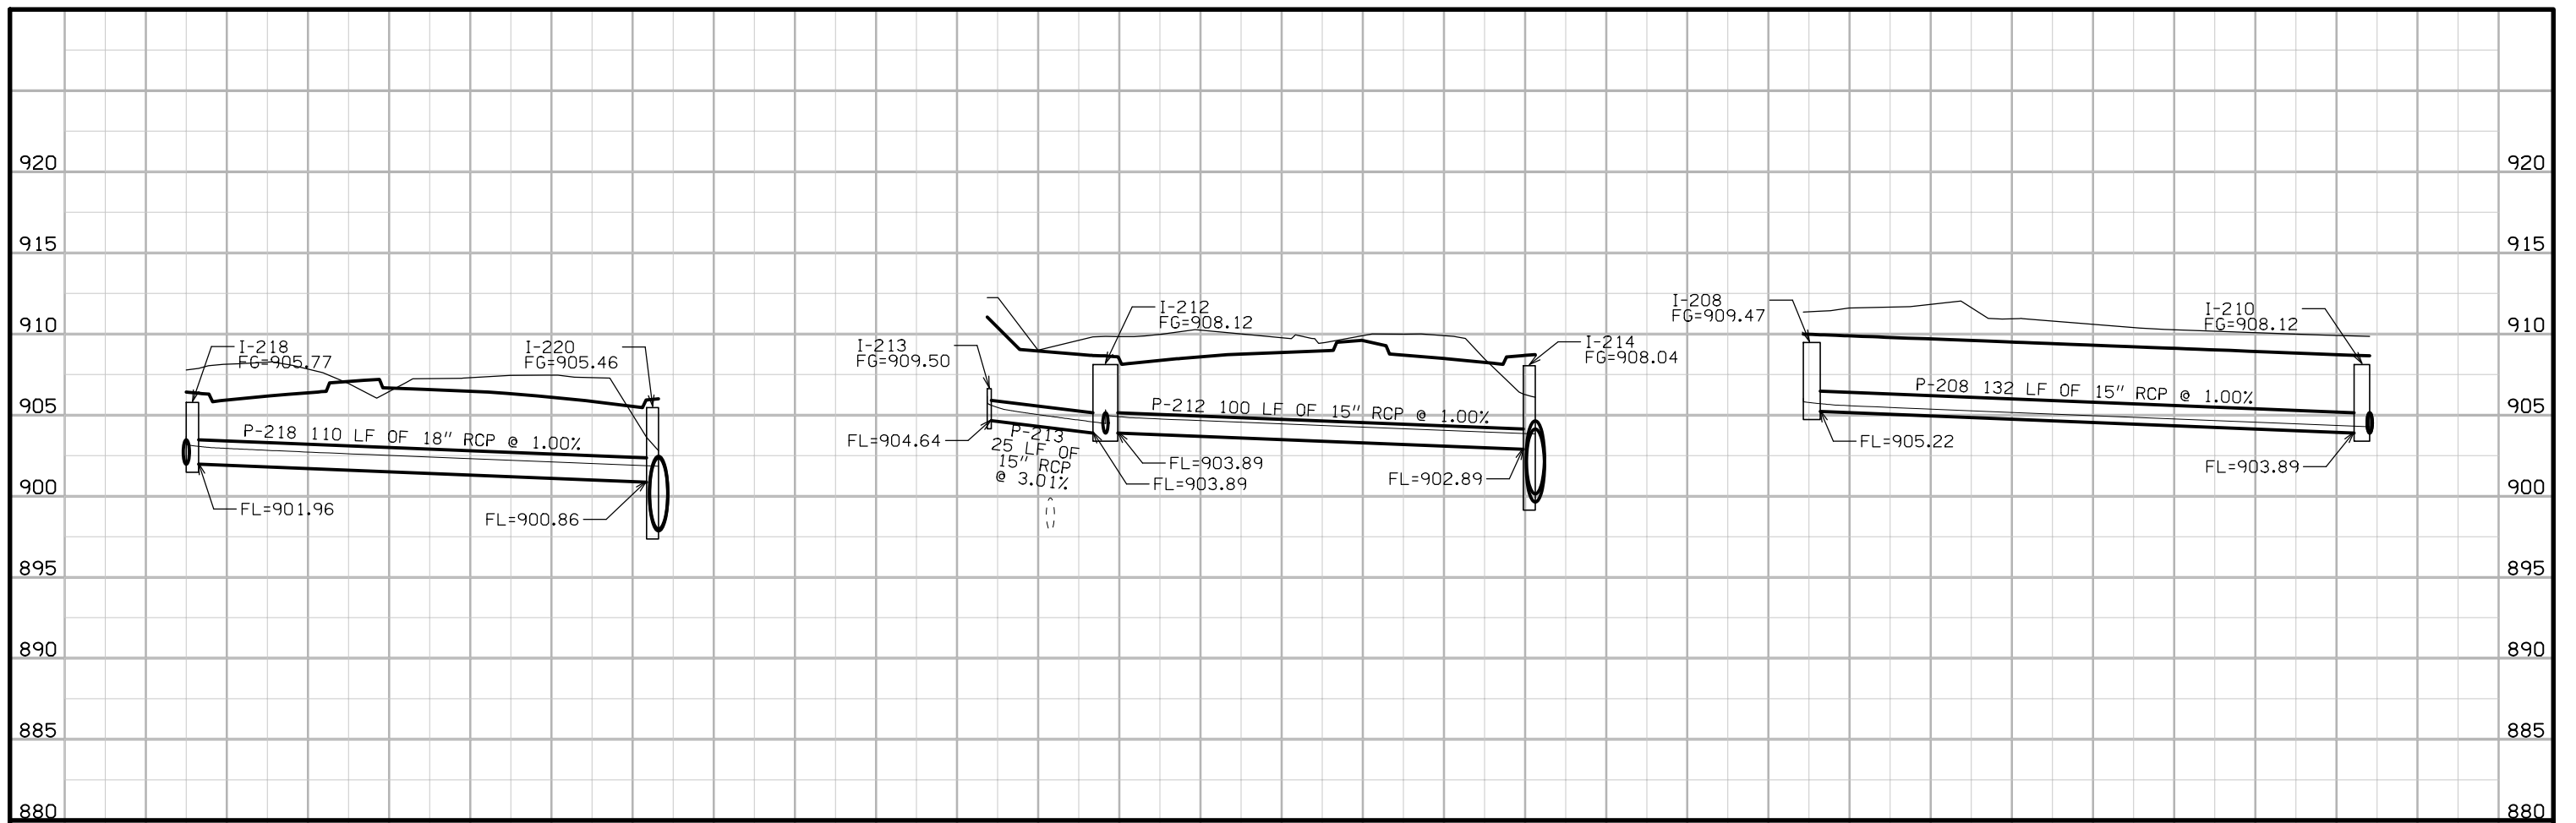 920
915
910
905
900
895
890
885
880
I-218
FG=905.77
I-220
FG=905.46
P-218 110 LF OF 18" RCP @ 1.00%
FL=901.96
FL=900.86
I-213
FG=909.50
I-212
FG=908.12
I-214
FG=908.04
P-212 100 LF OF 15" RCP @ 1.00%
FL=904.64
P-213
25 LF OF
15" RCP
@ 3.01%
FL=903.89
FL=903.89
FL=902.89
I-208
FG=909.47
I-210
FG=908.12
P-208 132 LF OF 15" RCP @ 1.00%
FL=905.22
FL=903.89
920
915
910
905
900
895
890
885
880